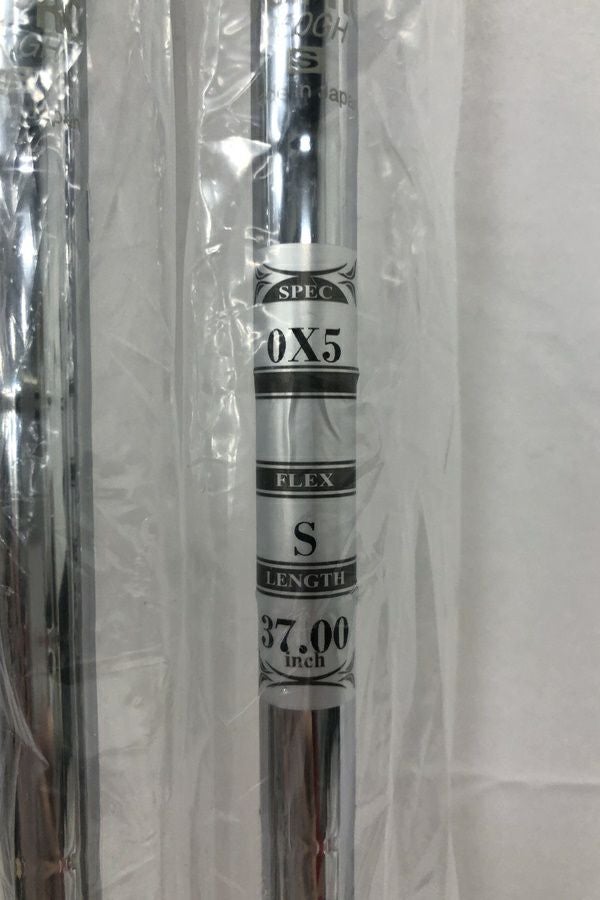 S
SPEC
0X5
FLEX
S
LENGTH
37.00
inch